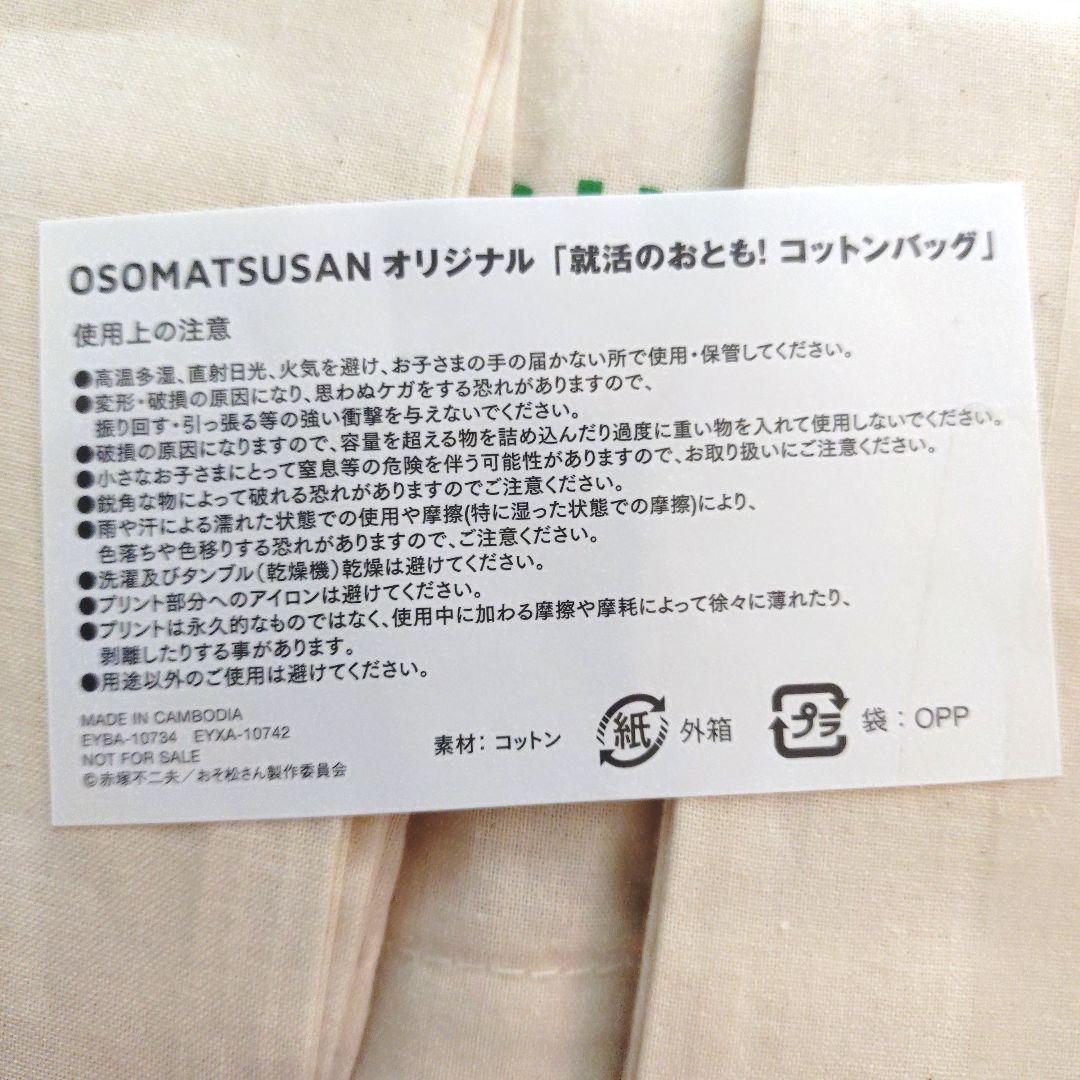 OSOMATSUSAN オリジナル 「就活のおとも! コットンバッグ」
使用上の注意
●高温多湿、直射日光、火気を避け、お子さまの手の届かない所で使用・保管してください。
●変形・破損の原因になり、思わぬケガをする恐れがありますので、
振り回す・引っ張る等の強い衝撃を与えないでください。
●破損の原因になりますので、容量を超える物を詰め込んだり過度に重い物を入れて使用しないでください。
●小さなお子さまにとって窒息等の危険を伴う可能性がありますので、お取り扱いにご注意ください。
●鋭角な物によって破れる恐れがありますのでご注意ください。
●雨や汗による濡れた状態での使用や摩擦(特に湿った状態での摩擦)により、
色落ちや色移りする恐れがありますので、ご注意ください。
●洗濯及びタンブル(乾燥機)乾燥は避けてください。
●プリント部分へのアイロンは避けてください。
●プリントは永久的なものではなく、使用中に加わる摩擦や摩耗によって徐々に薄れたり、
剥離したりする事があります。
●用途以外のご使用は避けてください。
MADE IN CAMBODIA
EYBA-10734 EYXA-10742
NOT FOR SALE
©赤塚不二夫/おそ松さん製作委員会
素材: コットン
紙 外箱
プラ 袋: OPP